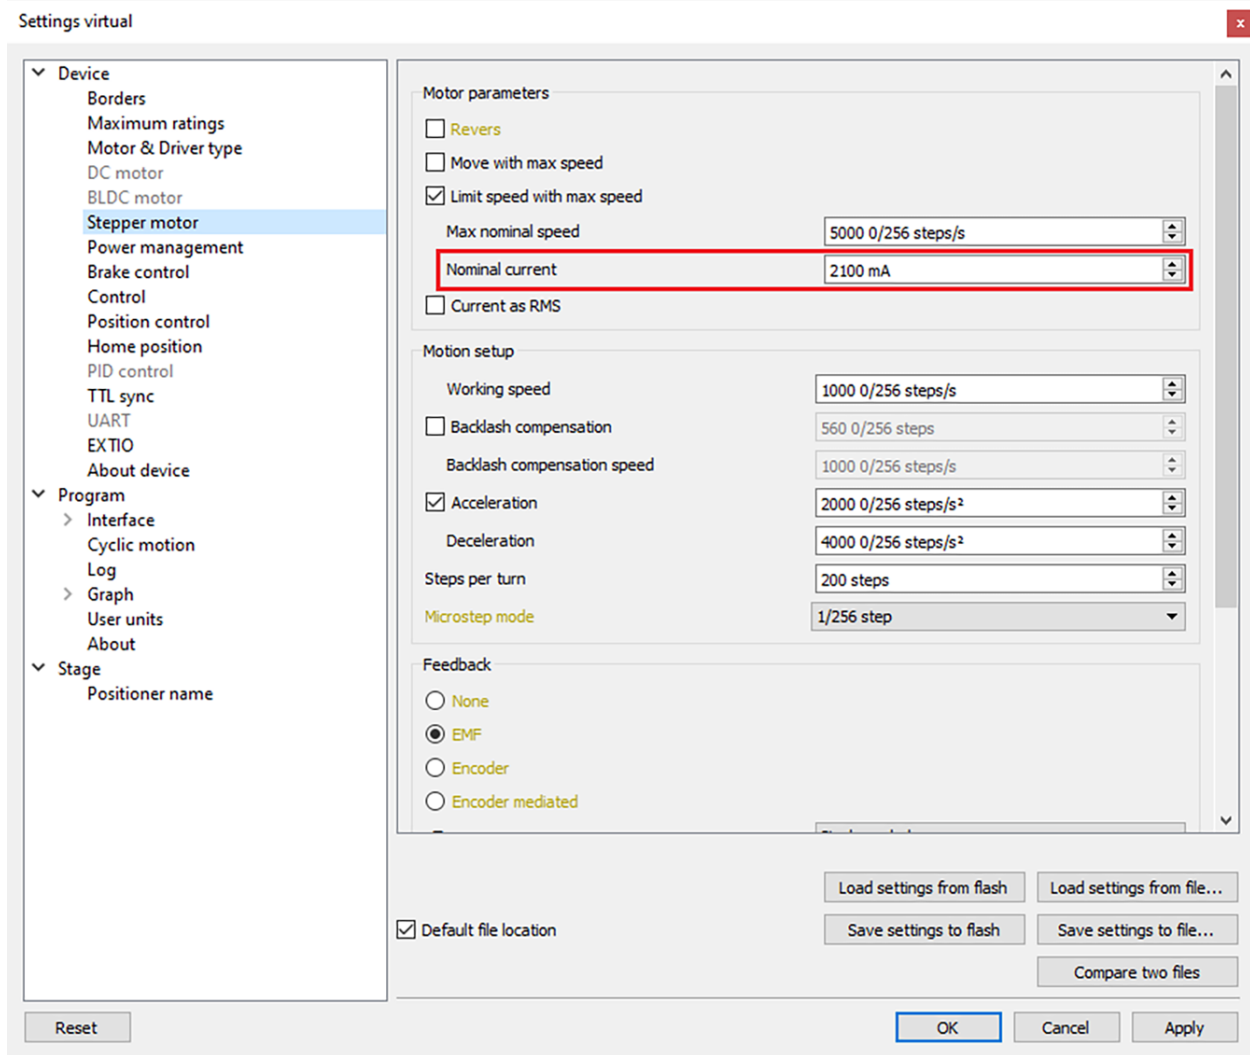 Settings virtual
x
Device
Borders
Maximum ratings
Motor & Driver type
DC motor
BLDC motor
Stepper motor
Power management
Brake control
Control
Position control
Home position
PID control
TTL sync
UART
EXTIO
About device
Program
Interface
Cyclic motion
Log
Graph
User units
About
Stage
Positioner name
Motor parameters
Revers
Move with max speed
Limit speed with max speed
Max nominal speed 5000 0/256 steps/s
Nominal current 2100 mA
Current as RMS
Motion setup
Working speed 1000 0/256 steps/s
Backlash compensation 560 0/256 steps
Backlash compensation speed 1000 0/256 steps/s
Acceleration 2000 0/256 steps/s²
Deceleration 4000 0/256 steps/s²
Steps per turn 200 steps
Microstep mode 1/256 step
Feedback
None
EMF
Encoder
Encoder mediated
Load settings from flash Load settings from file...
Default file location Save settings to flash Save settings to file...
Compare two files
Reset OK Cancel Apply